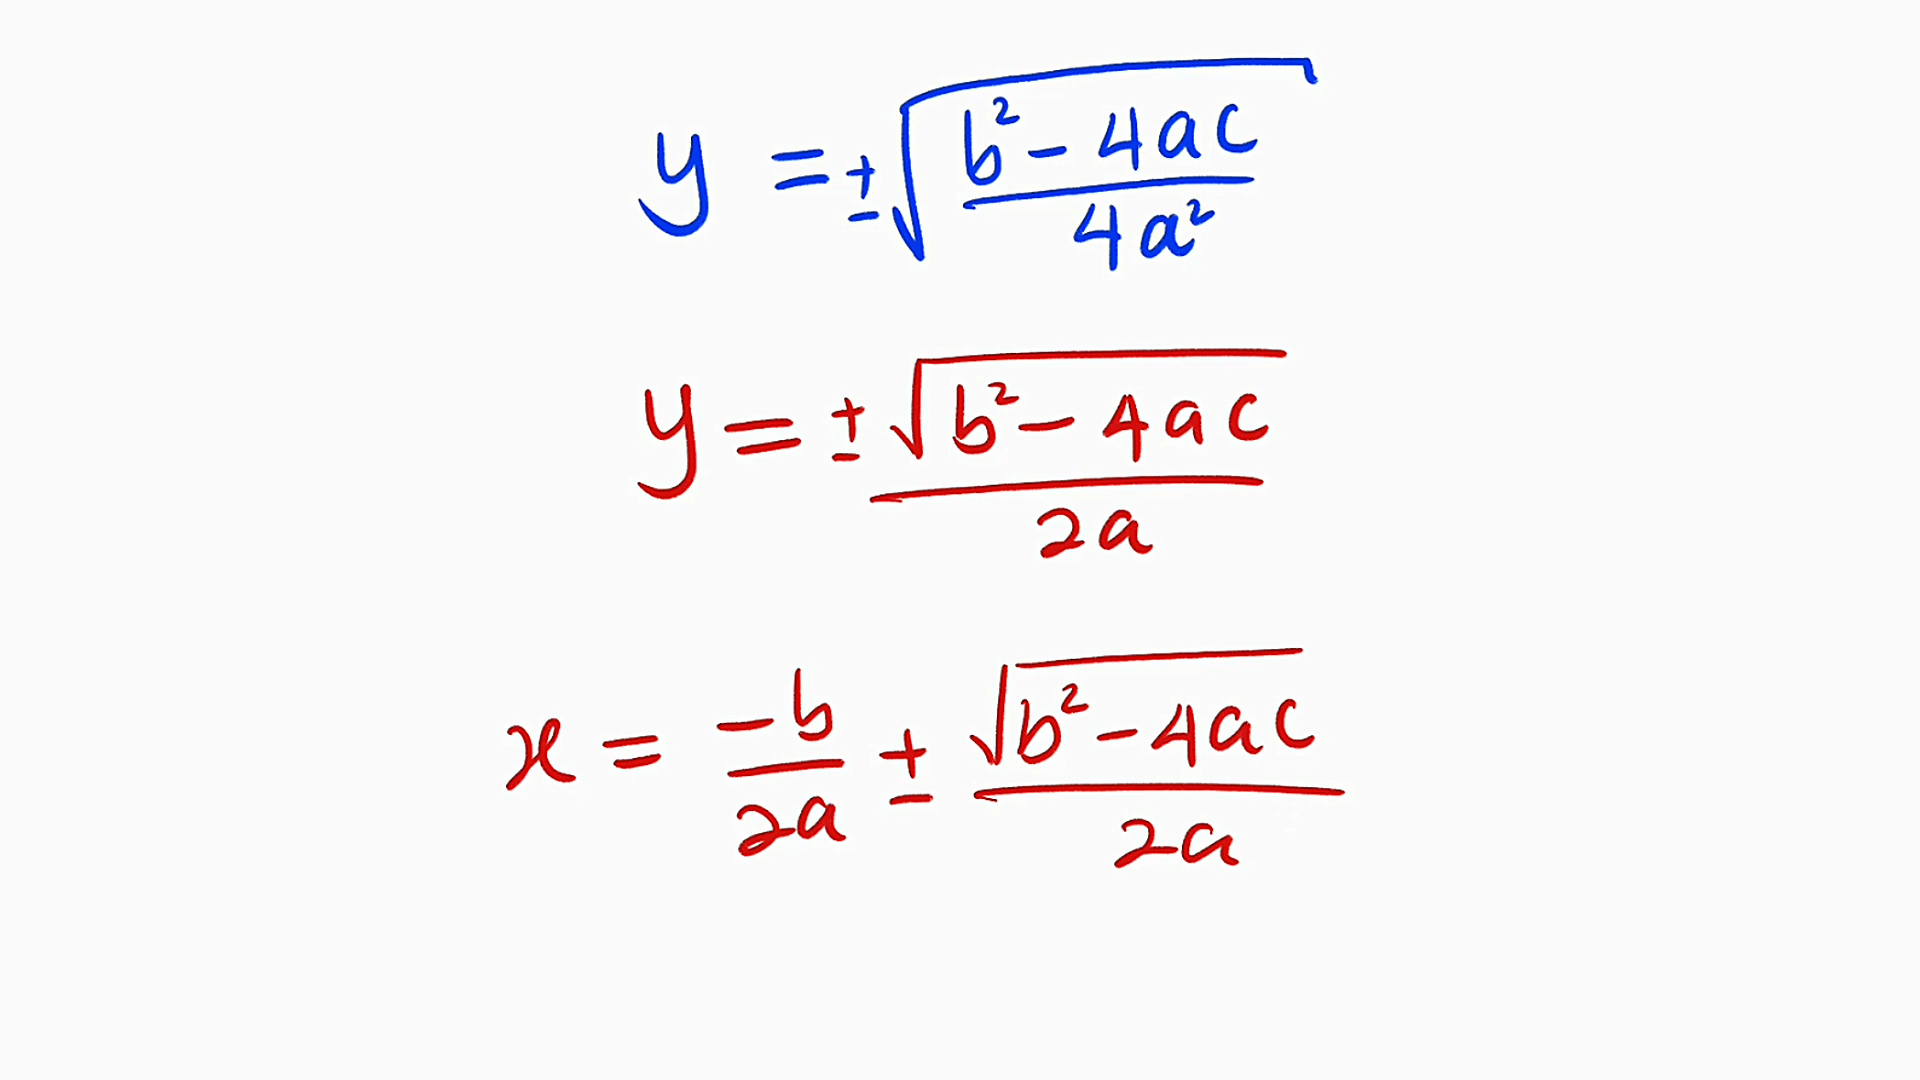 y = ±√((b² − 4ac)/(4a²))
y = ±√(b² − 4ac)/(2a)
x = −b/(2a) ± √(b² − 4ac)/(2a)